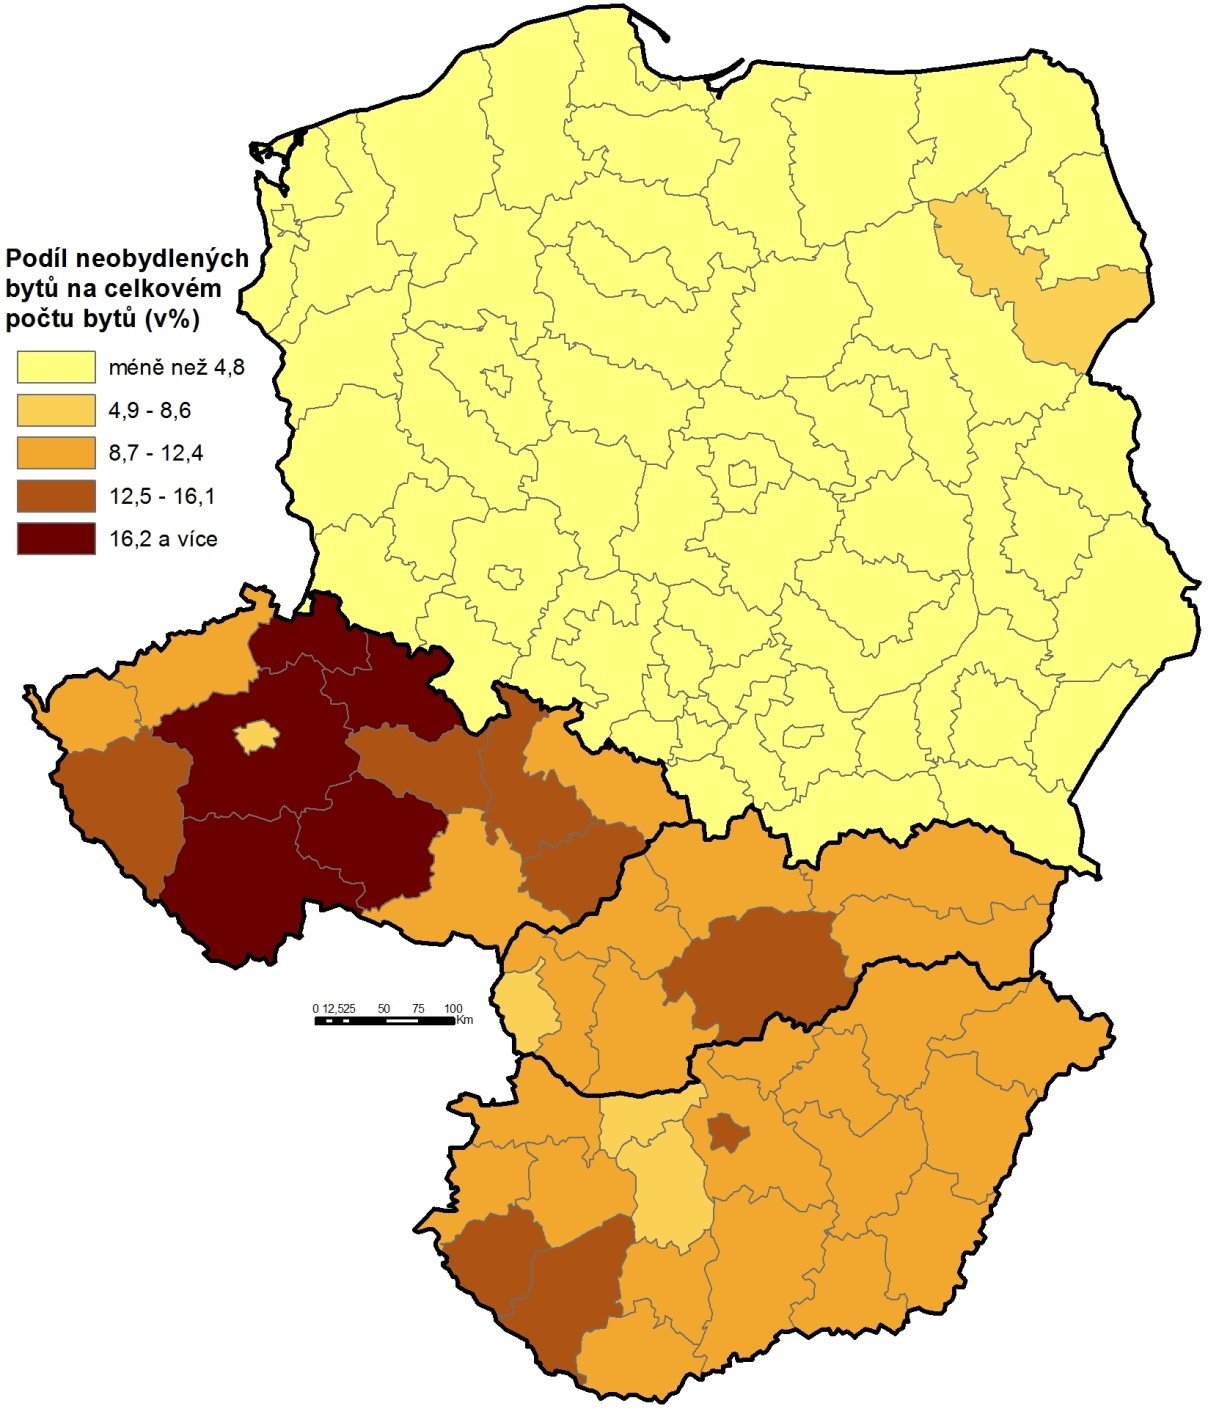 Podíl neobydlených
bytů na celkovém
počtu bytů (v%)
méně než 4,8
4,9 - 8,6
8,7 - 12,4
12,5 - 16,1
16,2 a více
0 12,525 50 75 100
Km